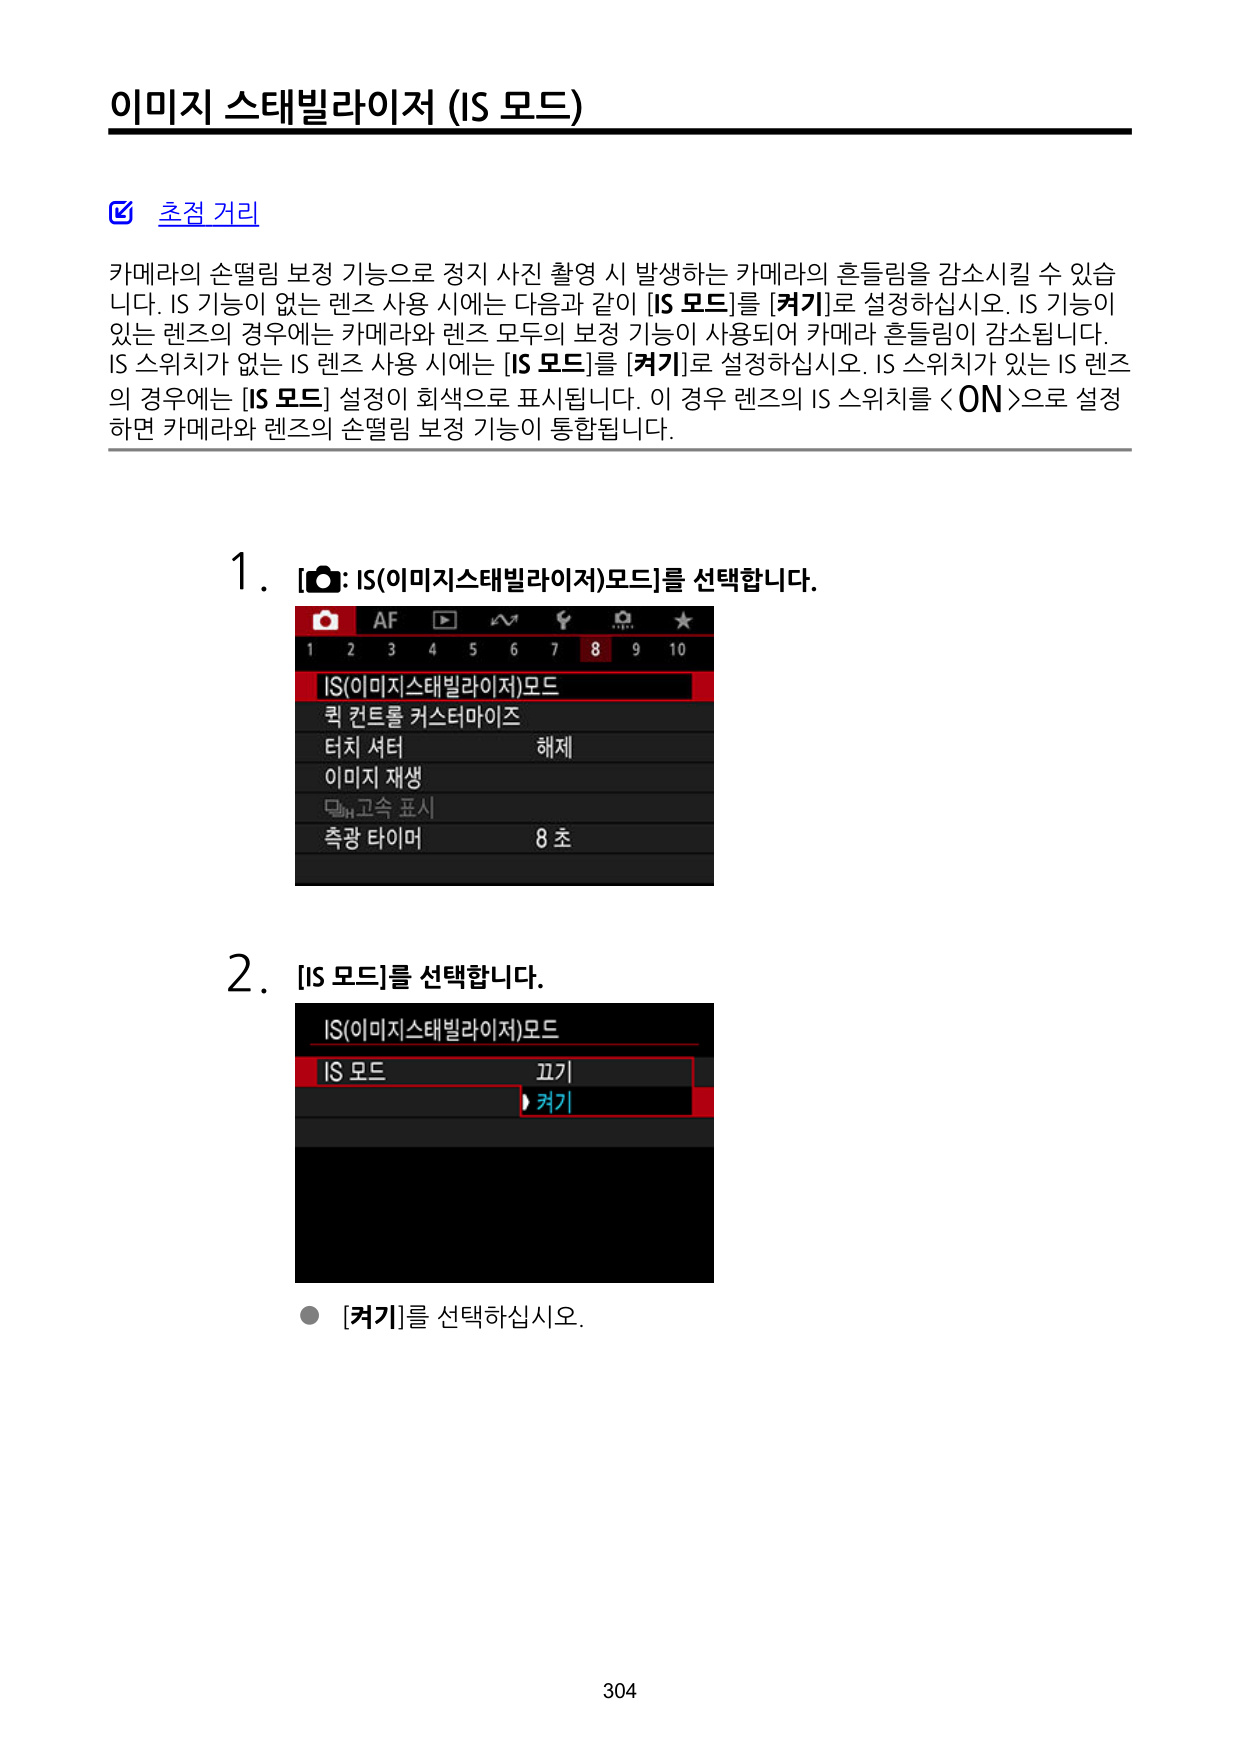 이미지 스태빌라이저 (IS 모드)
초점 거리
카메라의 손떨림 보정 기능으로 정지 사진 촬영 시 발생하는 카메라의 흔들림을 감소시킬 수 있습
니다. IS 기능이 없는 렌즈 사용 시에는 다음과 같이 [IS 모드]를 [켜기]로 설정하십시오. IS 기능이
있는 렌즈의 경우에는 카메라와 렌즈 모두의 보정 기능이 사용되어 카메라 흔들림이 감소됩니다.
IS 스위치가 없는 IS 렌즈 사용 시에는 [IS 모드]를 [켜기]로 설정하십시오. IS 스위치가 있는 IS 렌즈
의 경우에는 [IS 모드] 설정이 회색으로 표시됩니다. 이 경우 렌즈의 IS 스위치를 <ON>으로 설정
하면 카메라와 렌즈의 손떨림 보정 기능이 통합됩니다.
1. [: IS(이미지스태빌라이저)모드]를 선택합니다.
AF
1 2 3 4 5 6 7 8 9 10
IS(이미지스태빌라이저)모드
퀵 컨트롤 커스터마이즈
터치 셔터 해제
이미지 재생
H고속 표시
측광 타이머 8 초
2. [IS 모드]를 선택합니다.
IS(이미지스태빌라이저)모드
IS 모드 끄기
켜기
● [켜기]를 선택하십시오.
304